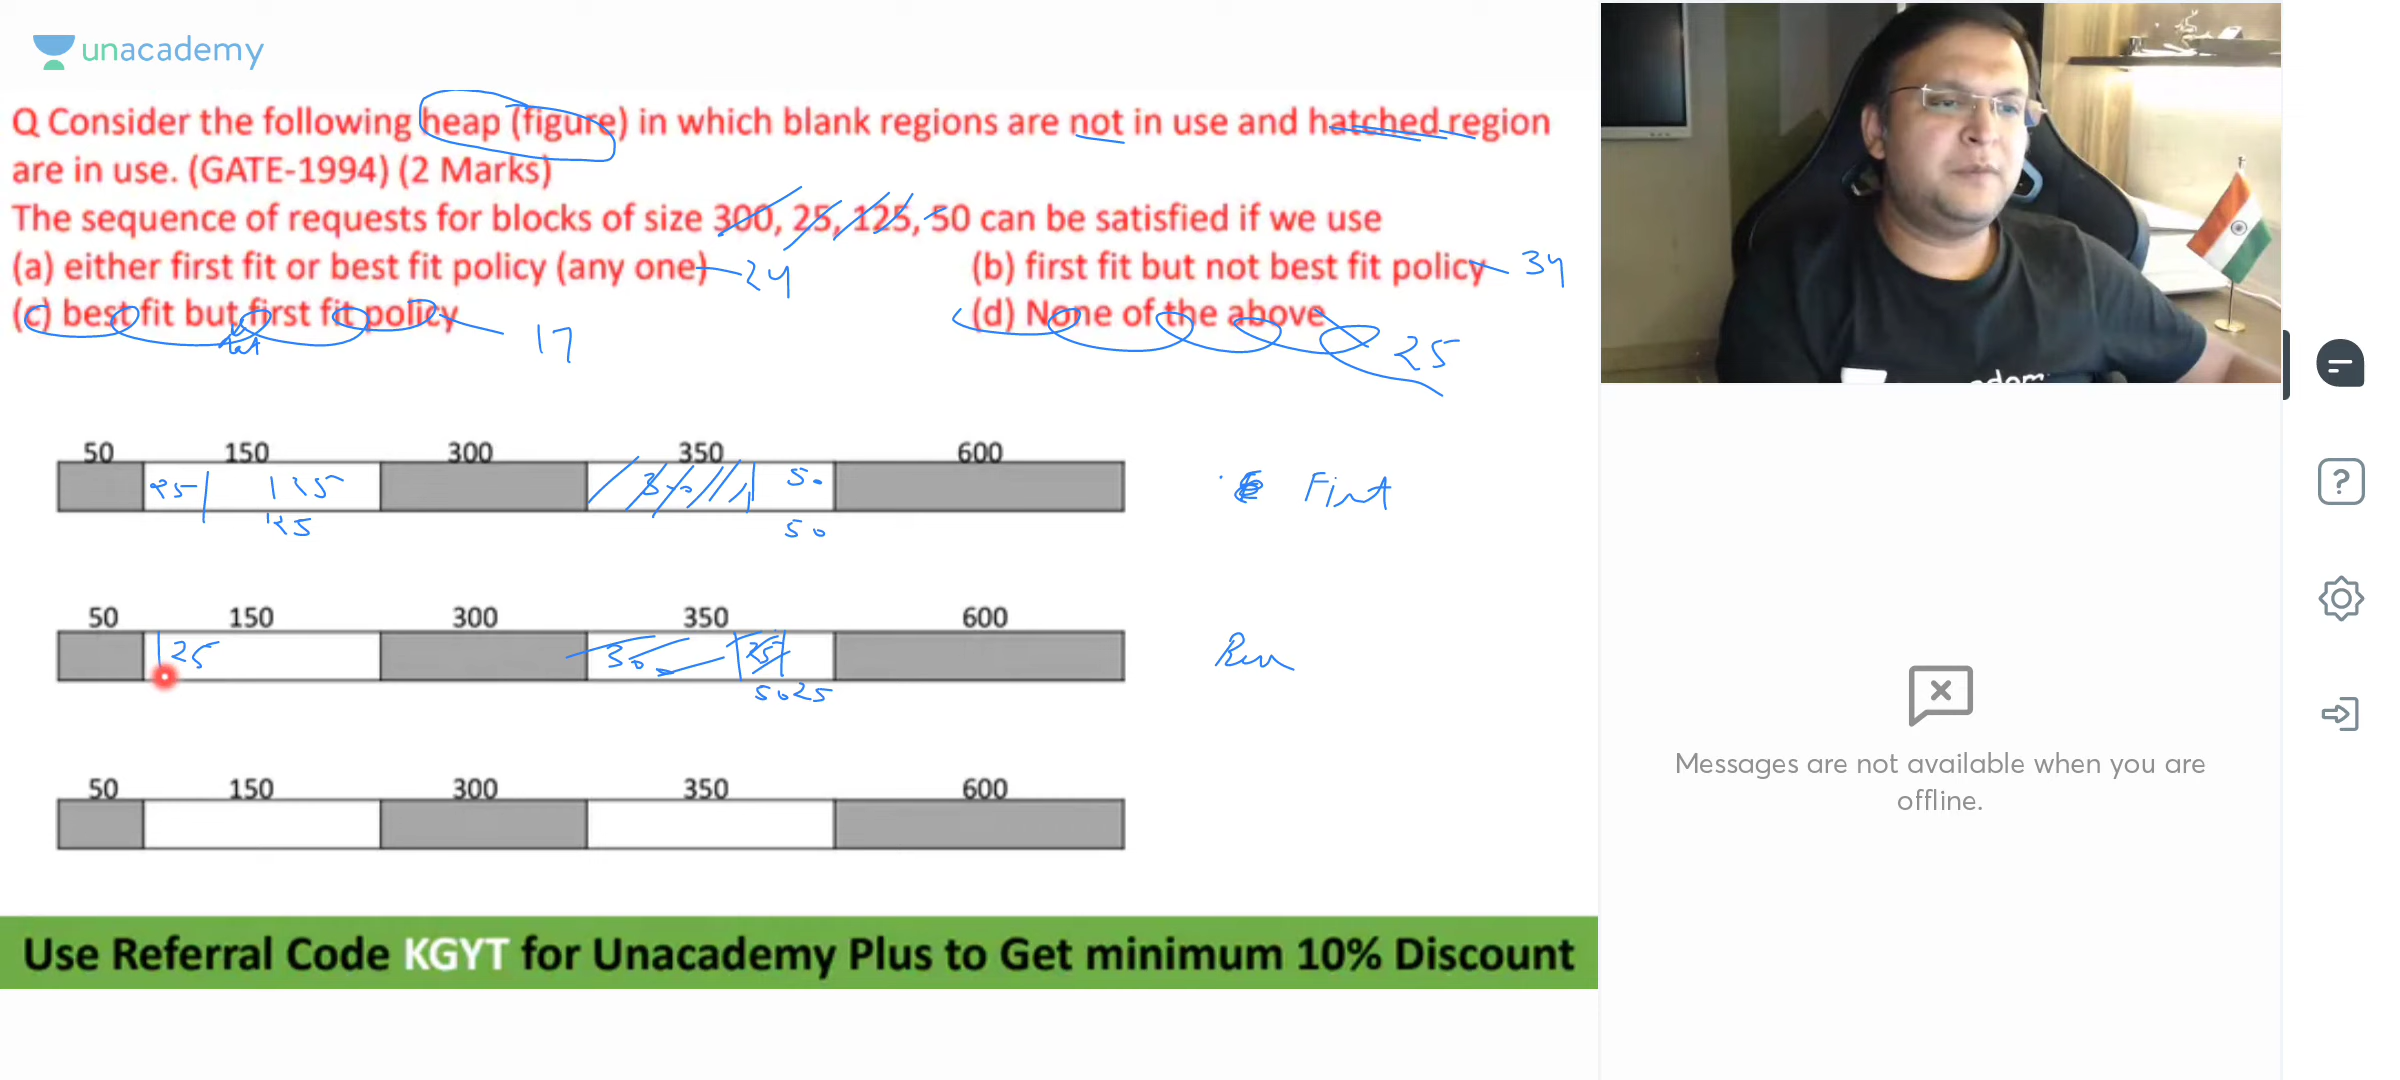 unacademy
Q Consider the following heap (figure) in which blank regions are not in use and hatched region
are in use. (GATE-1994) (2 Marks)
The sequence of requests for blocks of size 300, 25, 125, 50 can be satisfied if we use
(a) either first fit or best fit policy (any one) 24
(b) first fit but not best fit policy 34
(c) best fit but first fit policy 17
(d) None of the above 25
50 150 300 350 600
25 125 300 50 First
125 50
50 150 300 350 600
125 300 25
50 25
50 150 300 350 600
Use Referral Code KGYT for Unacademy Plus to Get minimum 10% Discount
?
Messages are not available when you are
offline.